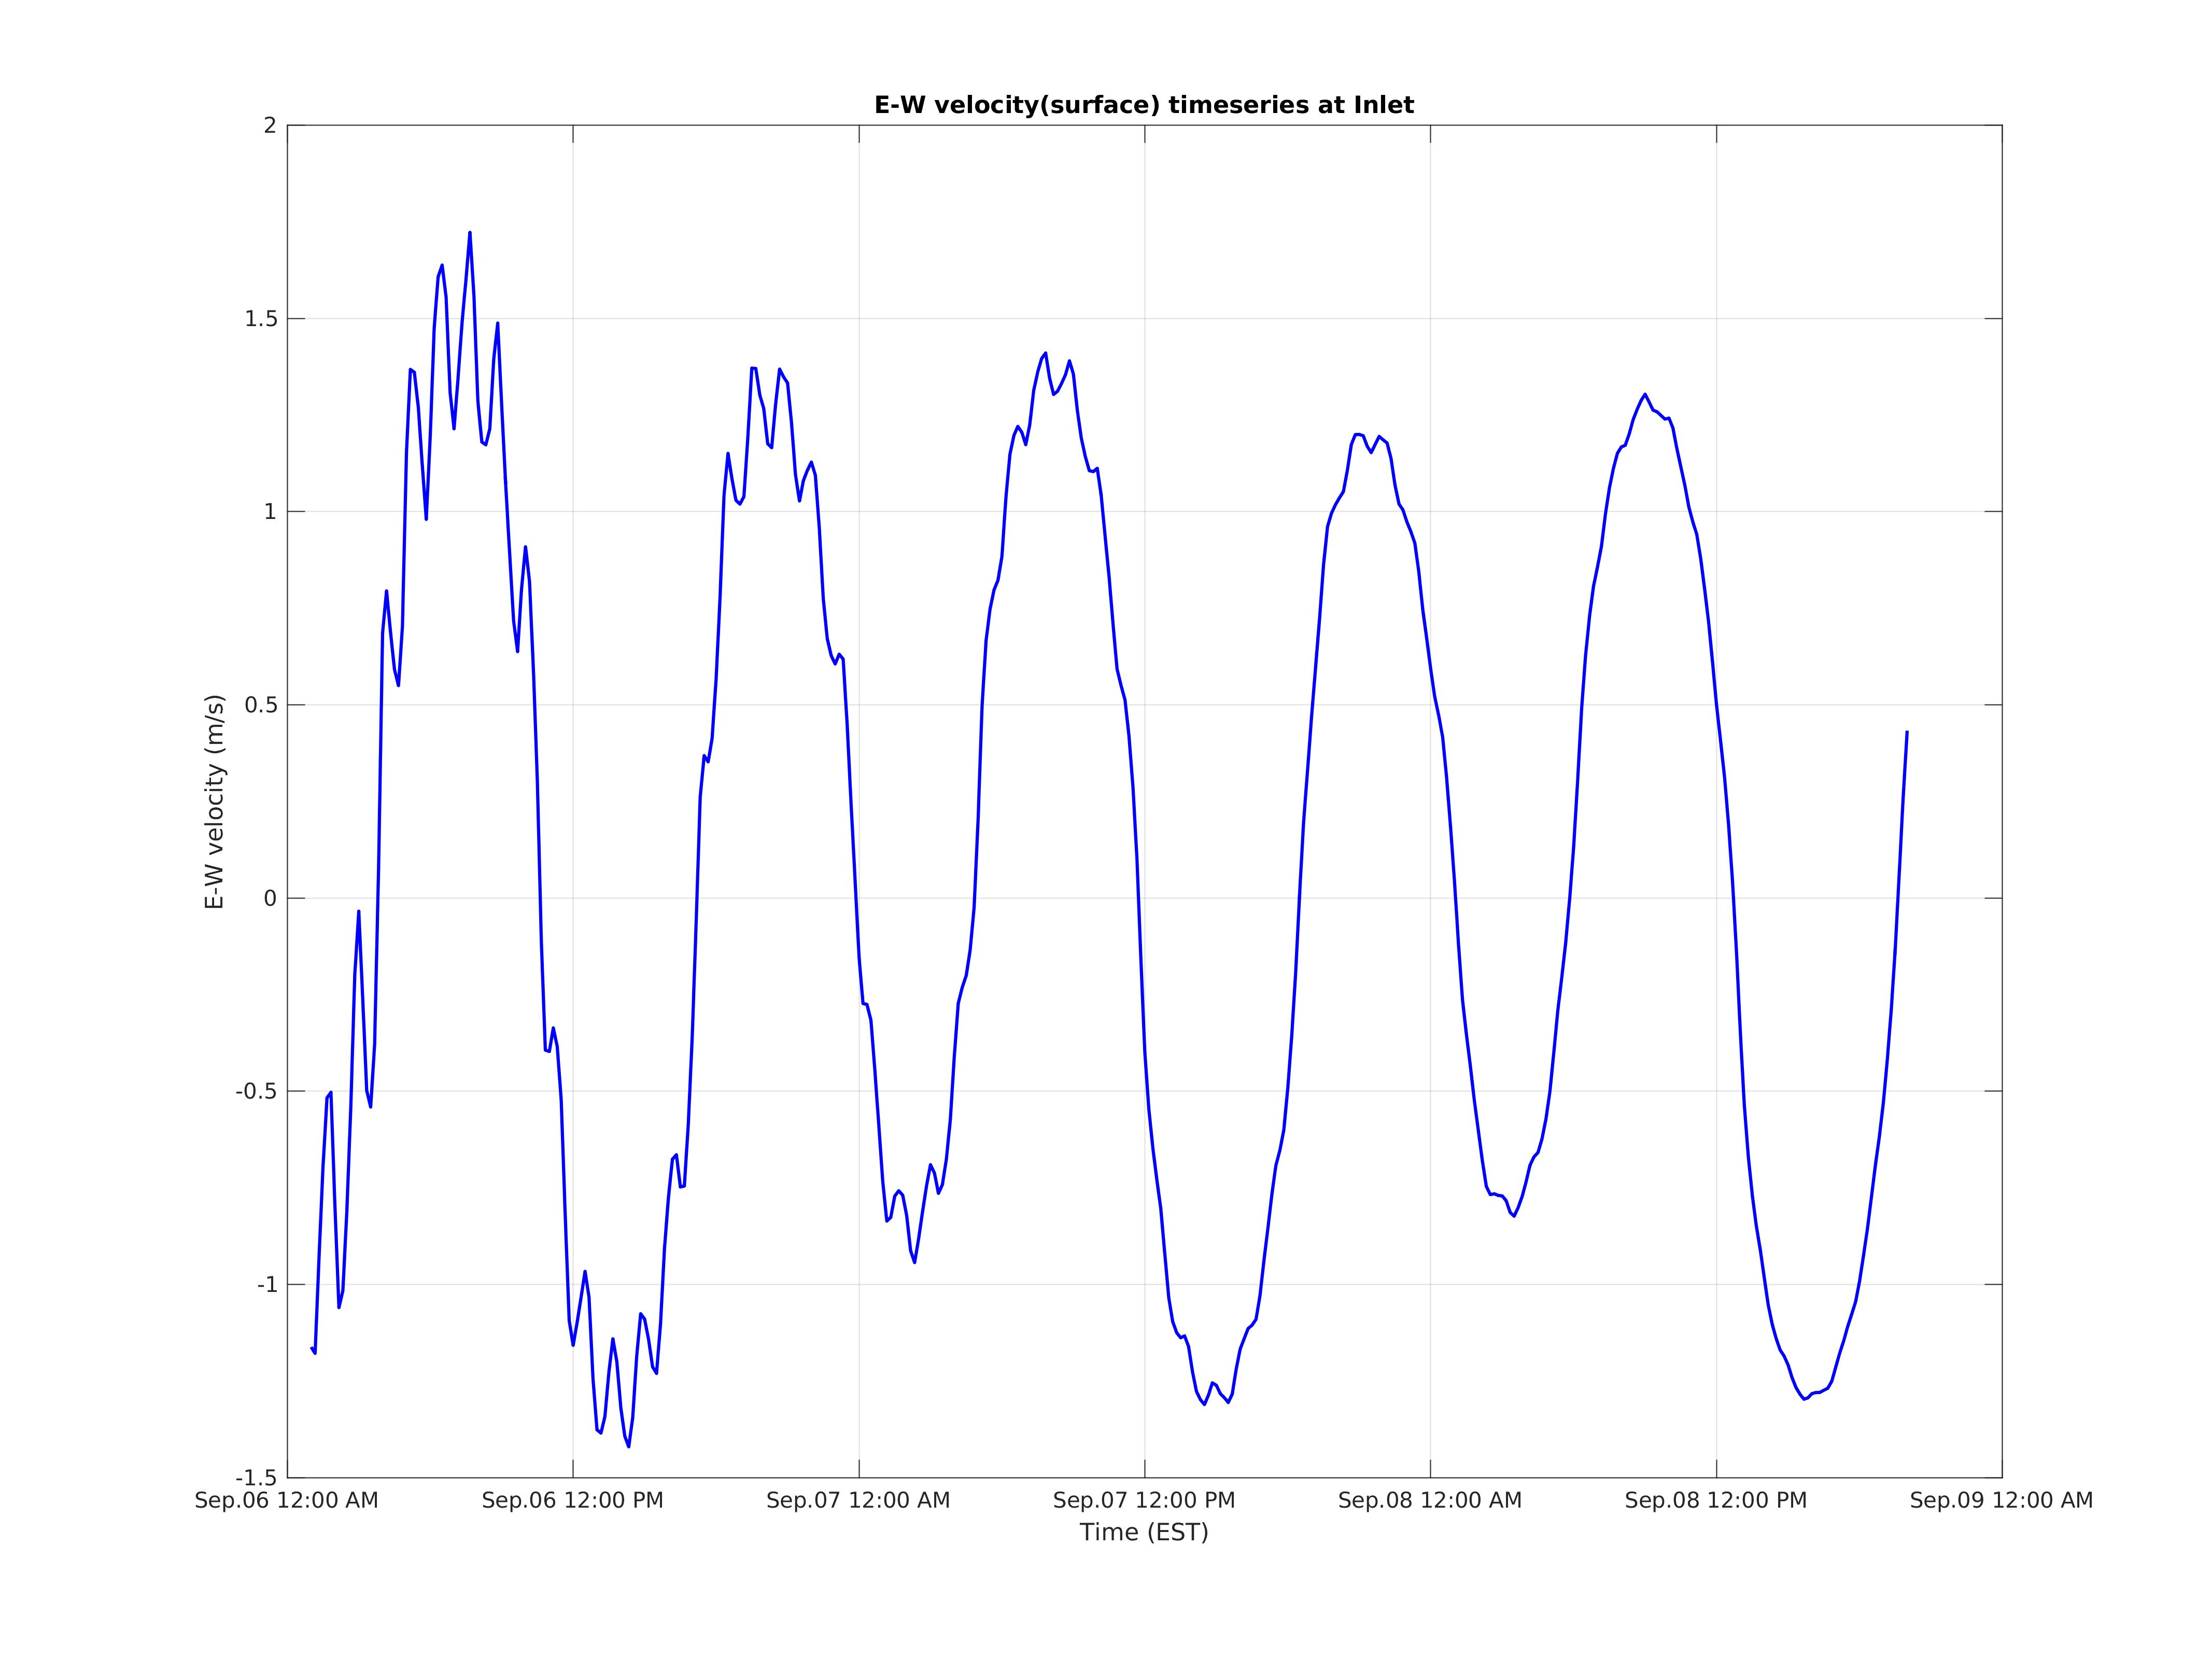 E-W velocity(surface) timeseries at Inlet
2
1.5
1
0.5
0
-0.5
-1
-1.5
E-W velocity (m/s)
Sep.06 12:00 AM
Sep.06 12:00 PM
Sep.07 12:00 AM
Sep.07 12:00 PM
Sep.08 12:00 AM
Sep.08 12:00 PM
Sep.09 12:00 AM
Time (EST)